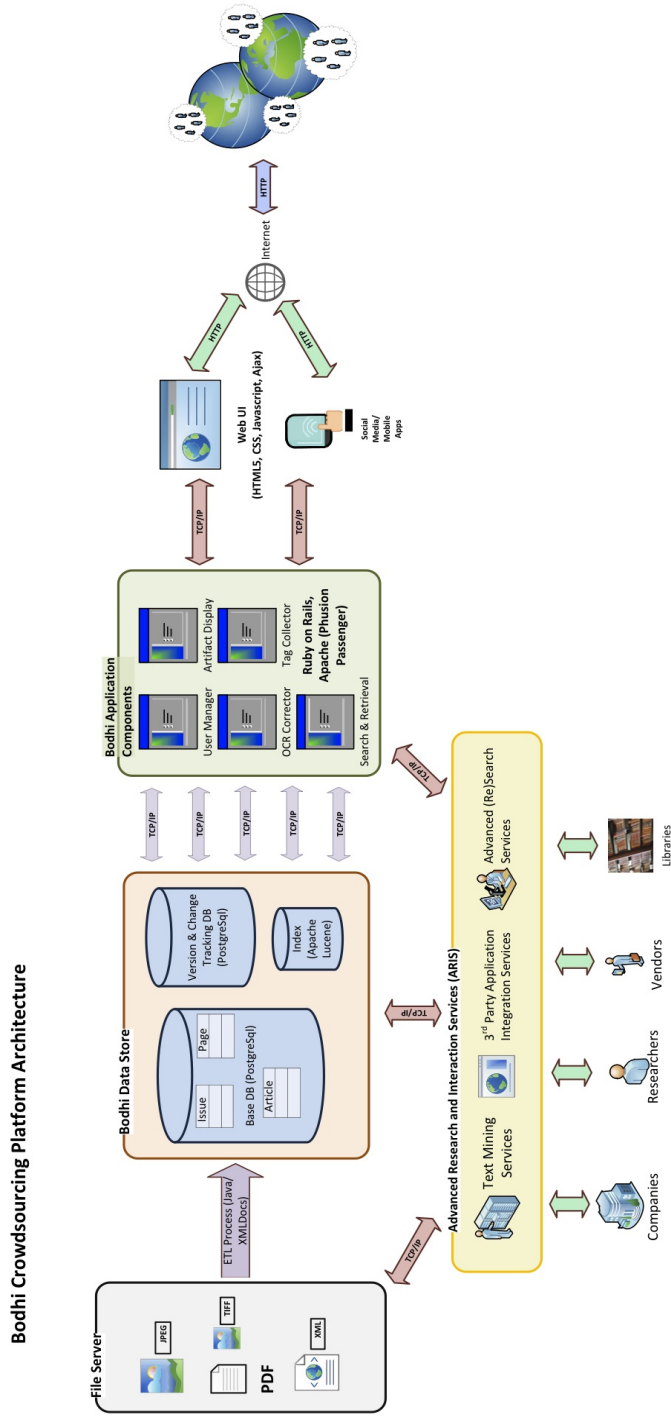 Bodhi Crowdsourcing Platform Architecture
File Server
JPEG
TIFF
PDF
XML
ETL Process (Java/
XMLDocs)
TCP/IP
Bodhi Data Store
Issue
Page
Base DB (PostgreSql)
Article
Version & Change
Tracking DB
(PostgreSql)
Index
(Apache
Lucene)
TCP/IP
TCP/IP
TCP/IP
TCP/IP
TCP/IP
TCP/IP
Bodhi Application
Components
User Manager
Artifact Display
OCR Corrector
Tag Collector
Search & Retrieval
Ruby on Rails,
Apache (Phusion
Passenger)
TCP/IP
TCP/IP
TCP/IP
Web UI
(HTML5, CSS, Javascript, Ajax)
Social
Media/
Mobile
Apps
HTTP
HTTP
Internet
HTTP
Advanced Research and Interaction Services (ARIS)
Text Mining
Services
3rd Party Application
Integration Services
Advanced (Re)Search
Services
Companies
Researchers
Vendors
Libraries